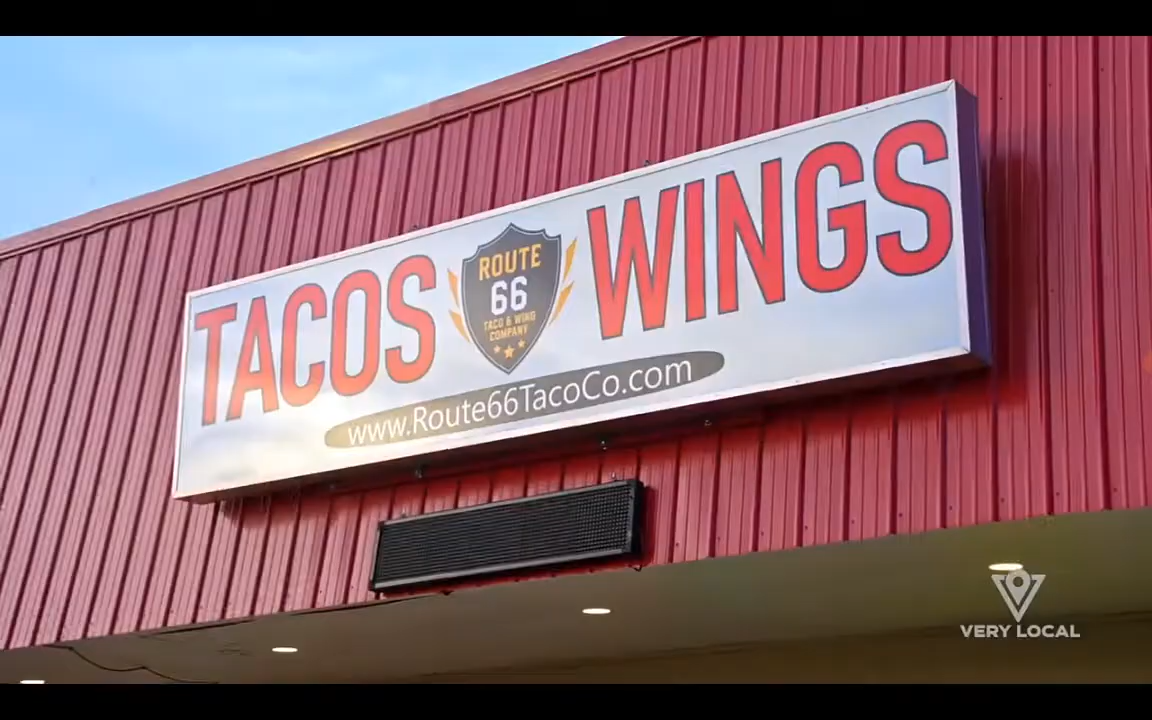 TACOS
ROUTE
66
TACO & WING
COMPANY
WINGS
www.Route66TacoCo.com
VERY LOCAL